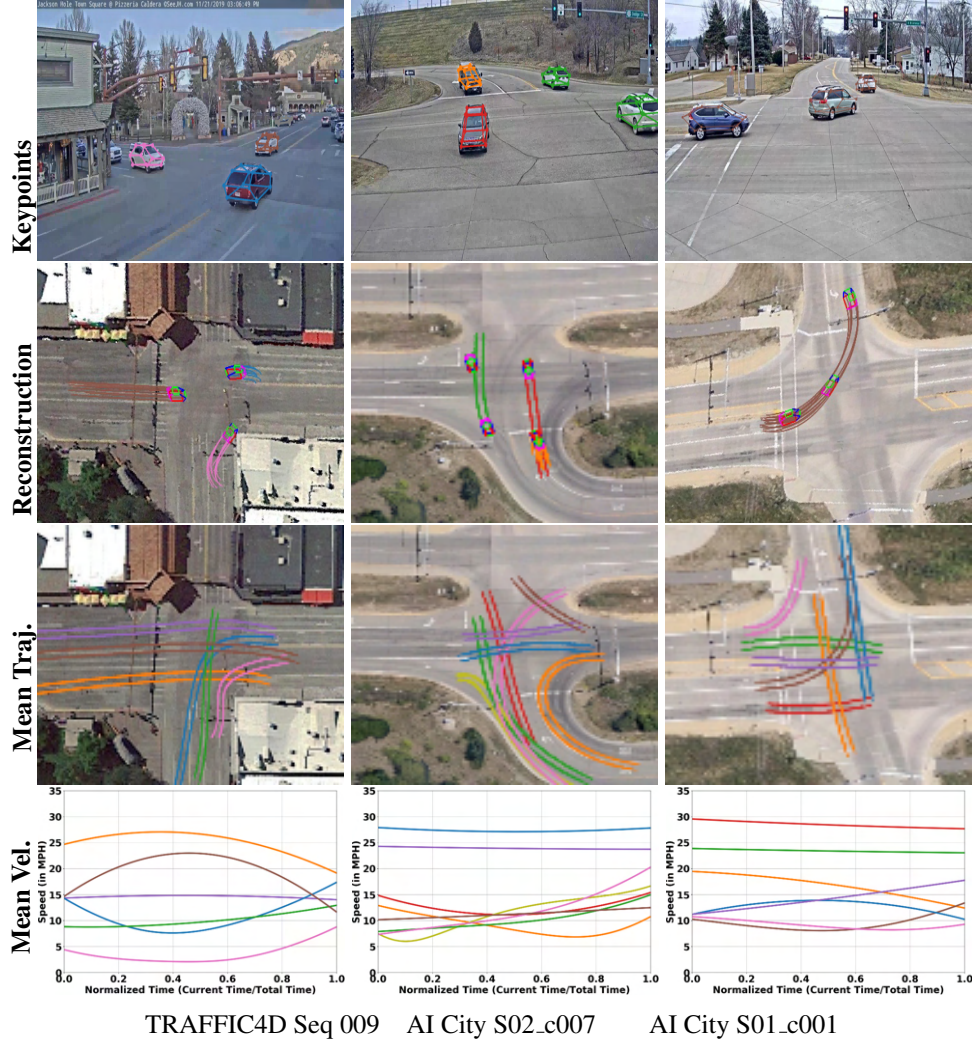 Jackson Hole Town Square @ Pizzeria Caldera @SeeJH.com 11/21/2019 03:06:49 PM
Keypoints
Reconstruction
Mean Traj.
Mean Vel.
Speed (in MPH)
35
30
25
20
15
10
5
0
0.0 0.2 0.4 0.6 0.8 1.0
Normalized Time (Current Time/Total Time)
Speed (in MPH)
35
30
25
20
15
10
5
0
0.0 0.2 0.4 0.6 0.8 1.0
Normalized Time (Current Time/Total Time)
Speed (in MPH)
35
30
25
20
15
10
5
0
0.0 0.2 0.4 0.6 0.8 1.0
Normalized Time (Current Time/Total Time)
TRAFFIC4D Seq 009 AI City S02_c007 AI City S01_c001